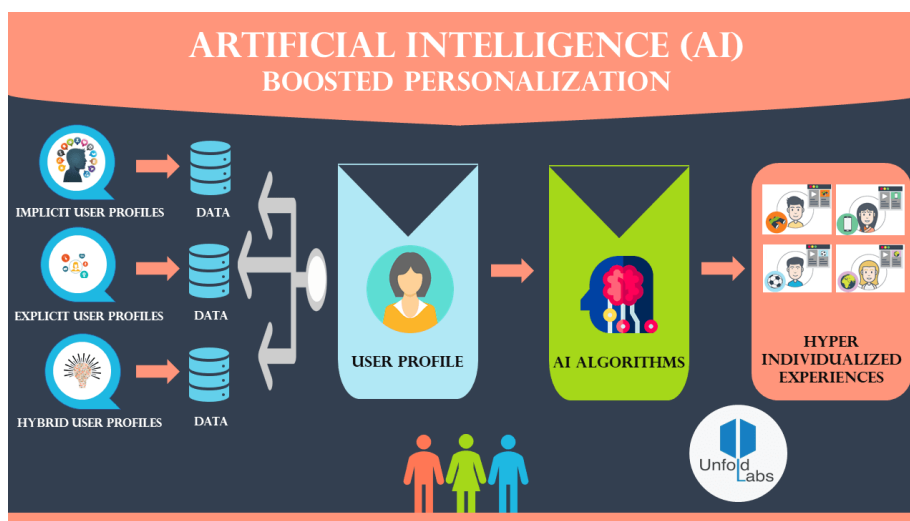 ARTIFICIAL INTELLIGENCE (AI)
BOOSTED PERSONALIZATION
IMPLICIT USER PROFILES
DATA
EXPLICIT USER PROFILES
DATA
HYBRID USER PROFILES
DATA
USER PROFILE
AI ALGORITHMS
HYPER
INDIVIDUALIZED
EXPERIENCES
Unfold
Labs